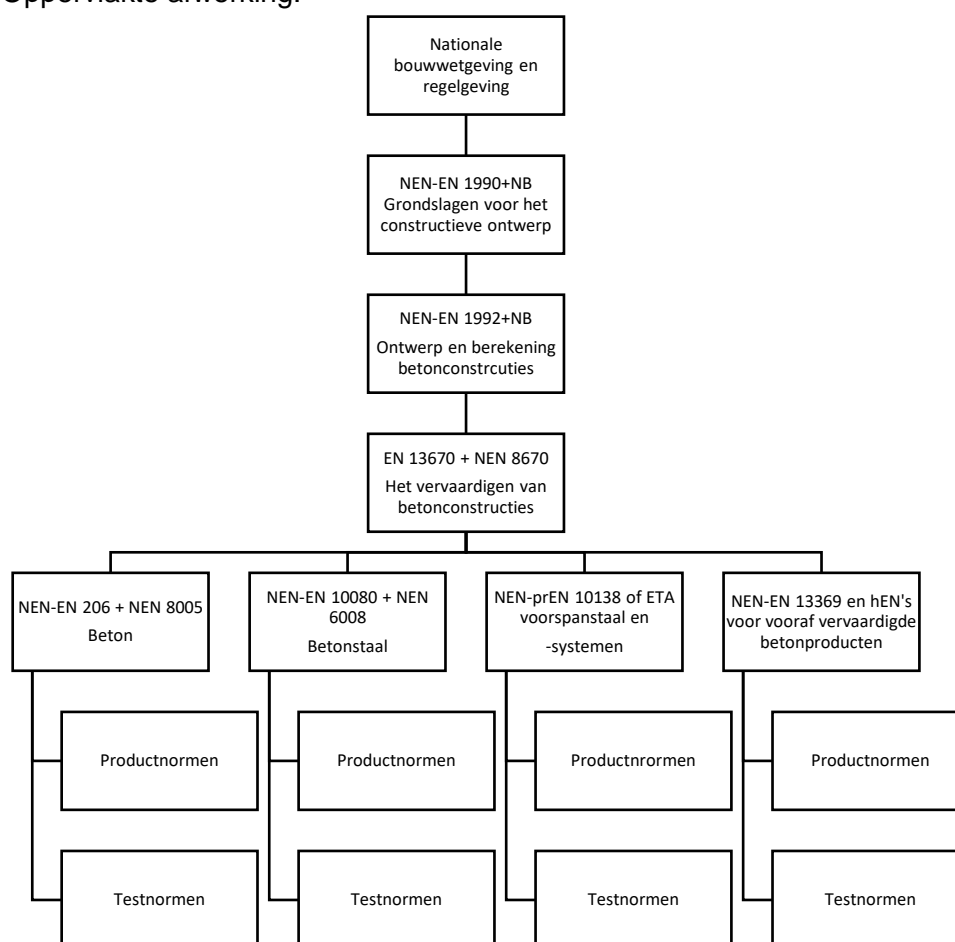 Oppervlakte afwerking.
Nationale
bouwwetgeving en
regelgeving
NEN-EN 1990+NB
Grondslagen voor het
constructieve ontwerp
NEN-EN 1992+NB
Ontwerp en berekening
betonconstrcuties
EN 13670 + NEN 8670
Het vervaardigen van
betonconstructies
NEN-EN 206 + NEN 8005
Beton
NEN-EN 10080 + NEN
6008
Betonstaal
NEN-prEN 10138 of ETA
voorspanstaal en
-systemen
NEN-EN 13369 en hEN's
voor vooraf vervaardigde
betonproducten
Productnormen
Productnormen
Productnrormen
Productnormen
Testnormen
Testnormen
Testnormen
Testnormen